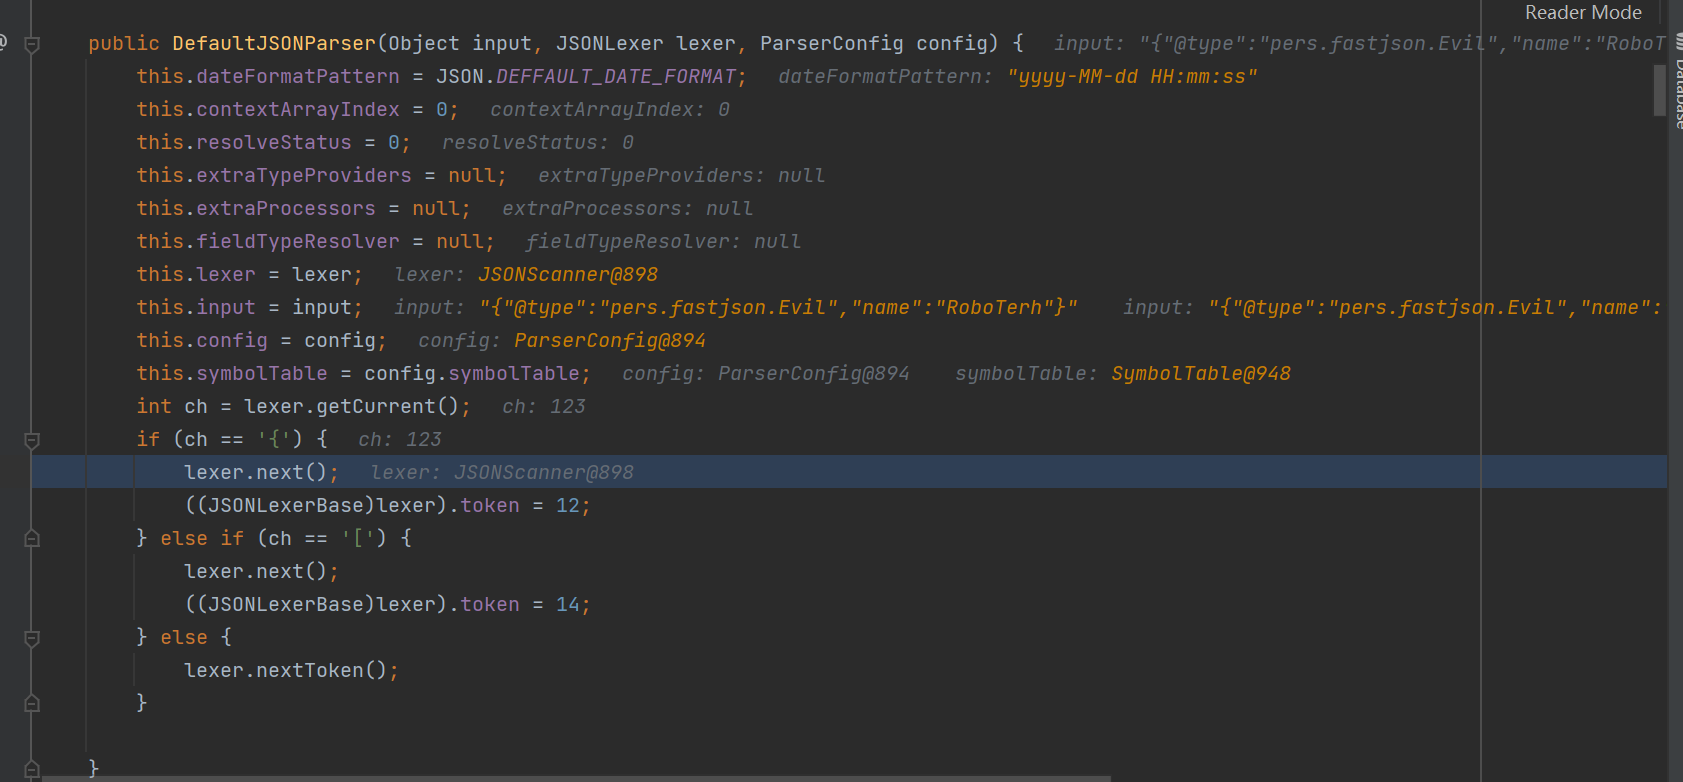 Reader Mode
@
public DefaultJSONParser(Object input, JSONLexer lexer, ParserConfig config) {   input: "{"@type":"pers.fastjson.Evil","name":"RoboT
this.dateFormatPattern = JSON.DEFFAULT_DATE_FORMAT;   dateFormatPattern: "yyyy-MM-dd HH:mm:ss"
this.contextArrayIndex = 0;   contextArrayIndex: 0
this.resolveStatus = 0;   resolveStatus: 0
this.extraTypeProviders = null;   extraTypeProviders: null
this.extraProcessors = null;   extraProcessors: null
this.fieldTypeResolver = null;   fieldTypeResolver: null
this.lexer = lexer;   lexer: JSONScanner@898
this.input = input;   input: "{"@type":"pers.fastjson.Evil","name":"RoboTerh"}"    input: "{"@type":"pers.fastjson.Evil","name":
this.config = config;   config: ParserConfig@894
this.symbolTable = config.symbolTable;   config: ParserConfig@894    symbolTable: SymbolTable@948
int ch = lexer.getCurrent();   ch: 123
if (ch == '{') {   ch: 123
lexer.next();   lexer: JSONScanner@898
((JSONLexerBase)lexer).token = 12;
} else if (ch == '[') {
lexer.next();
((JSONLexerBase)lexer).token = 14;
} else {
lexer.nextToken();
}
}
Database